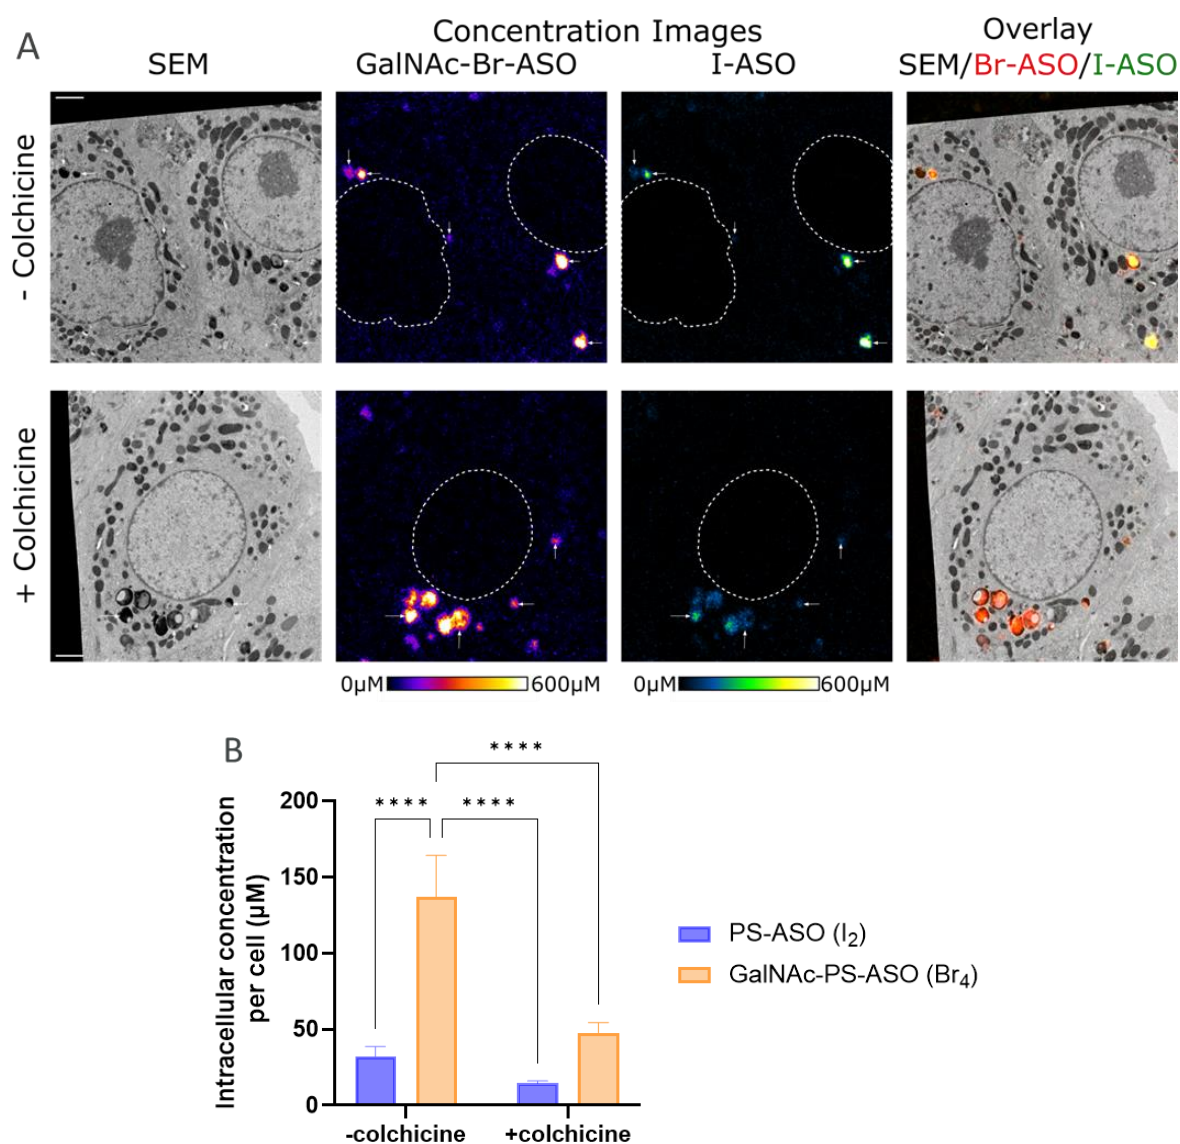 A
Concentration Images
Overlay
SEM
GalNAc-Br-ASO
I-ASO
SEM/Br-ASO/I-ASO
- Colchicine
+ Colchicine
0µM
600µM
0µM
600µM
B
****
****
****
Intracellular concentration
per cell (µM)
200
150
100
50
0
-colchicine
+colchicine
PS-ASO (I₂)
GalNAc-PS-ASO (Br₄)